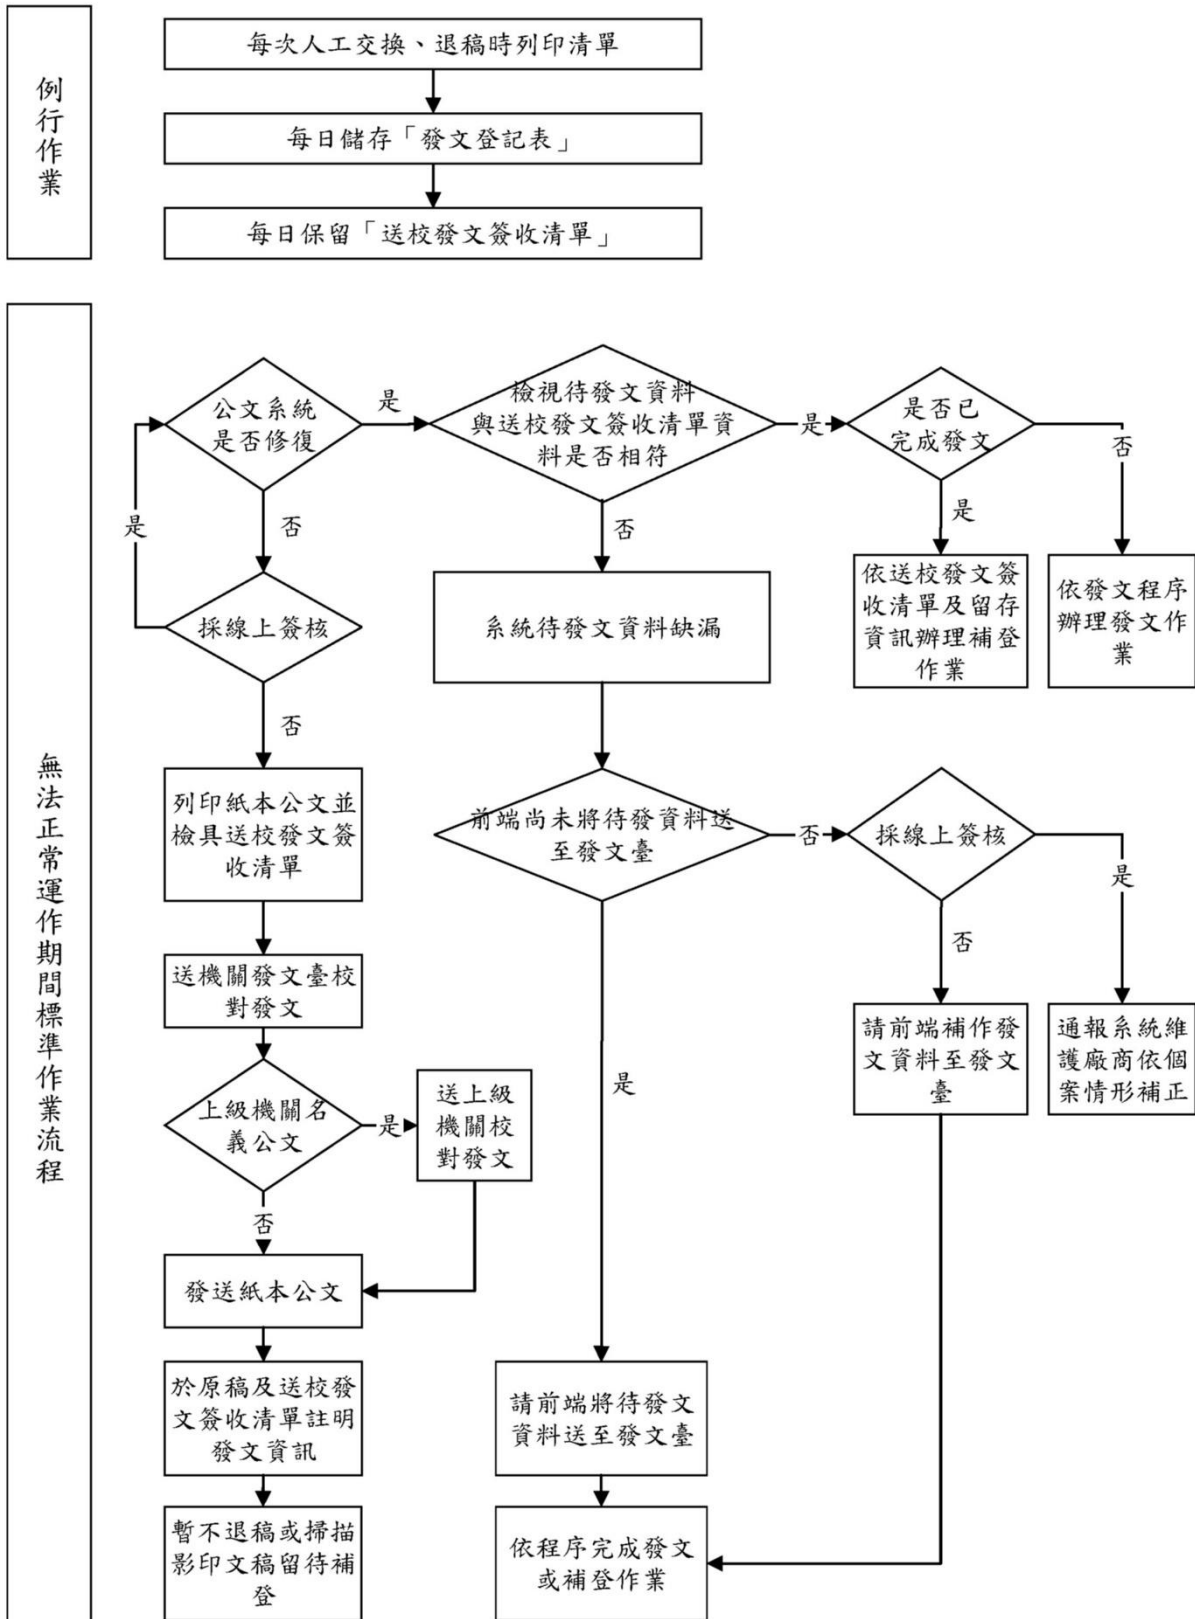 例行作業
每次人工交換、退稿時列印清單
每日儲存「發文登記表」
每日保留「送校發文簽收清單」
無法正常運作期間標準作業流程
公文系統
是否修復
是
檢視待發文資料
與送校發文簽收清單資
料是否相符
是
是否已
完成發文
否
是
否
否
是
採線上簽核
系統待發文資料缺漏
依送校發文簽
收清單及留存
資訊辦理補登
作業
依發文程序
辦理發文作
業
否
列印紙本公文並
檢具送校發文簽
收清單
前端尚未將待發資料送
至發文臺
否
採線上簽核
是
否
送機關發文臺校
對發文
請前端補作發
文資料至發文
臺
通報系統維
護廠商依個
案情形補正
是
上級機關名
義公文
是
送上級
機關校
對發文
否
發送紙本公文
於原稿及送校發
文簽收清單註明
發文資訊
請前端將待發文
資料送至發文臺
暫不退稿或掃描
影印文稿留待補
登
依程序完成發文
或補登作業